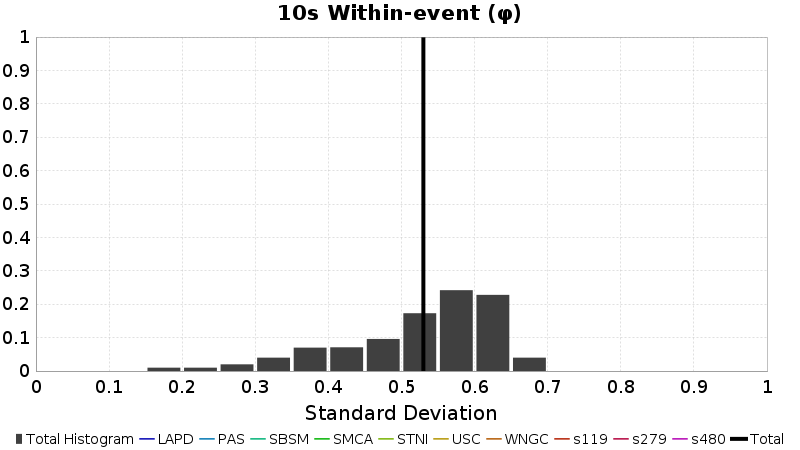 10s Within-event (φ)
1
0.9
0.8
0.7
0.6
0.5
0.4
0.3
0.2
0.1
0
0 0.1 0.2 0.3 0.4 0.5 0.6 0.7 0.8 0.9 1
Standard Deviation
Total Histogram LAPD PAS SBSM SMCA STNI USC WNGC s119 s279 s480 Total